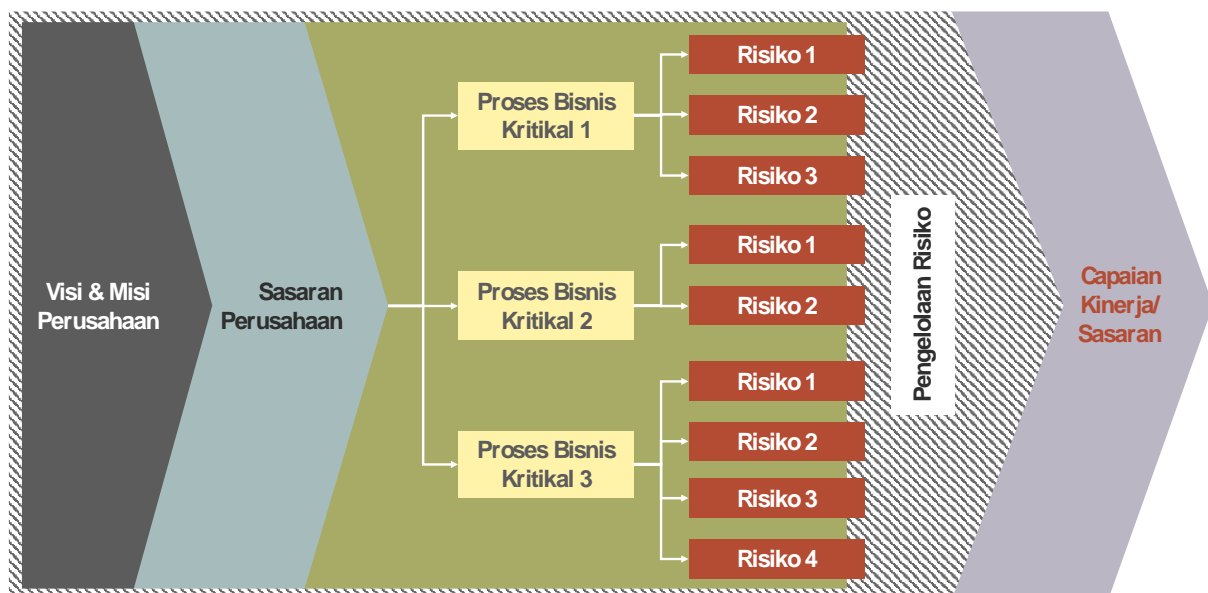 Visi & Misi
Perusahaan
Sasaran
Perusahaan
Proses Bisnis
Kritikal 1
Risiko 1
Risiko 2
Risiko 3
Proses Bisnis
Kritikal 2
Risiko 1
Risiko 2
Proses Bisnis
Kritikal 3
Risiko 1
Risiko 2
Risiko 3
Risiko 4
Pengelolaan Risiko
Capaian
Kinerja/
Sasaran